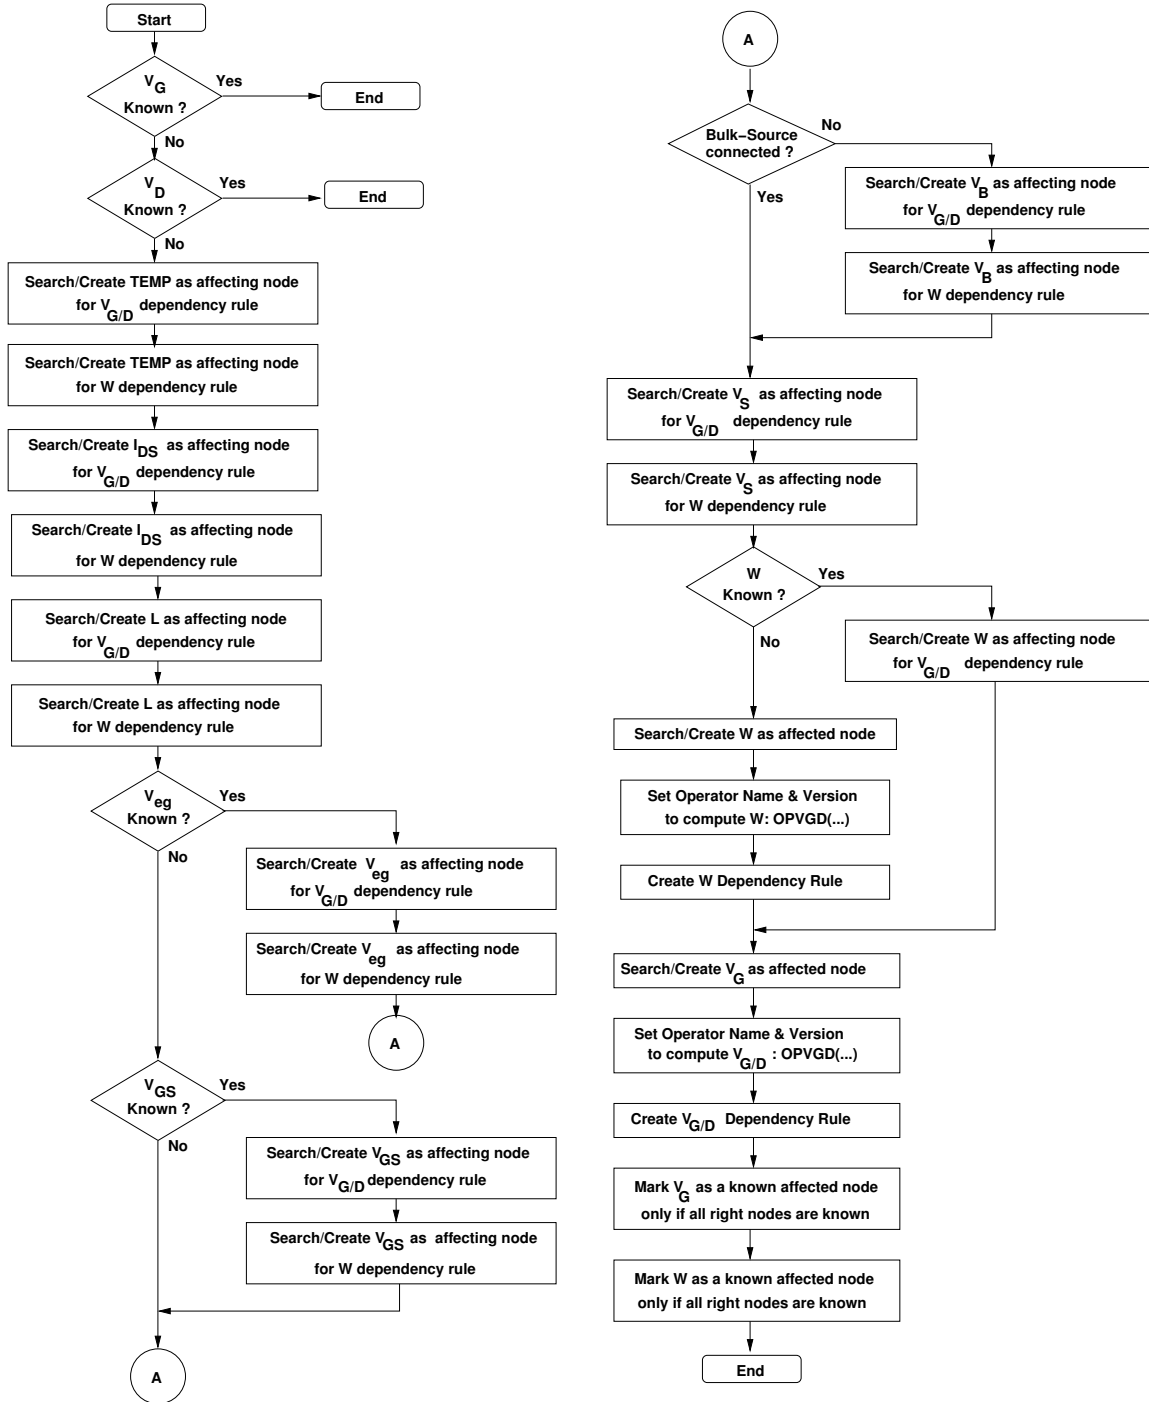 Start
V_G
Known ?
Yes
End
No
V_D
Known ?
Yes
End
No
Search/Create TEMP as affecting node
for V_G/D dependency rule
Search/Create TEMP as affecting node
for W dependency rule
Search/Create I_DS as affecting node
for V_G/D dependency rule
Search/Create I_DS as affecting node
for W dependency rule
Search/Create L as affecting node
for V_G/D dependency rule
Search/Create L as affecting node
for W dependency rule
V_eg
Known ?
Yes
No
Search/Create V_eg as affecting node
for V_G/D dependency rule
Search/Create V_eg as affecting node
for W dependency rule
A
V_GS
Known ?
Yes
No
Search/Create V_GS as affecting node
for V_G/D dependency rule
Search/Create V_GS as affecting node
for W dependency rule
A
A
Bulk−Source
connected ?
No
Yes
Search/Create V_B as affecting node
for V_G/D dependency rule
Search/Create V_B as affecting node
for W dependency rule
Search/Create V_S as affecting node
for V_G/D dependency rule
Search/Create V_S as affecting node
for W dependency rule
W
Known ?
Yes
No
Search/Create W as affecting node
for V_G/D dependency rule
Search/Create W as affected node
Set Operator Name & Version
to compute W: OPVGD(...)
Create W Dependency Rule
Search/Create V_G as affected node
Set Operator Name & Version
to compute V_G/D : OPVGD(...)
Create V_G/D Dependency Rule
Mark V_G as a known affected node
only if all right nodes are known
Mark W as a known affected node
only if all right nodes are known
End